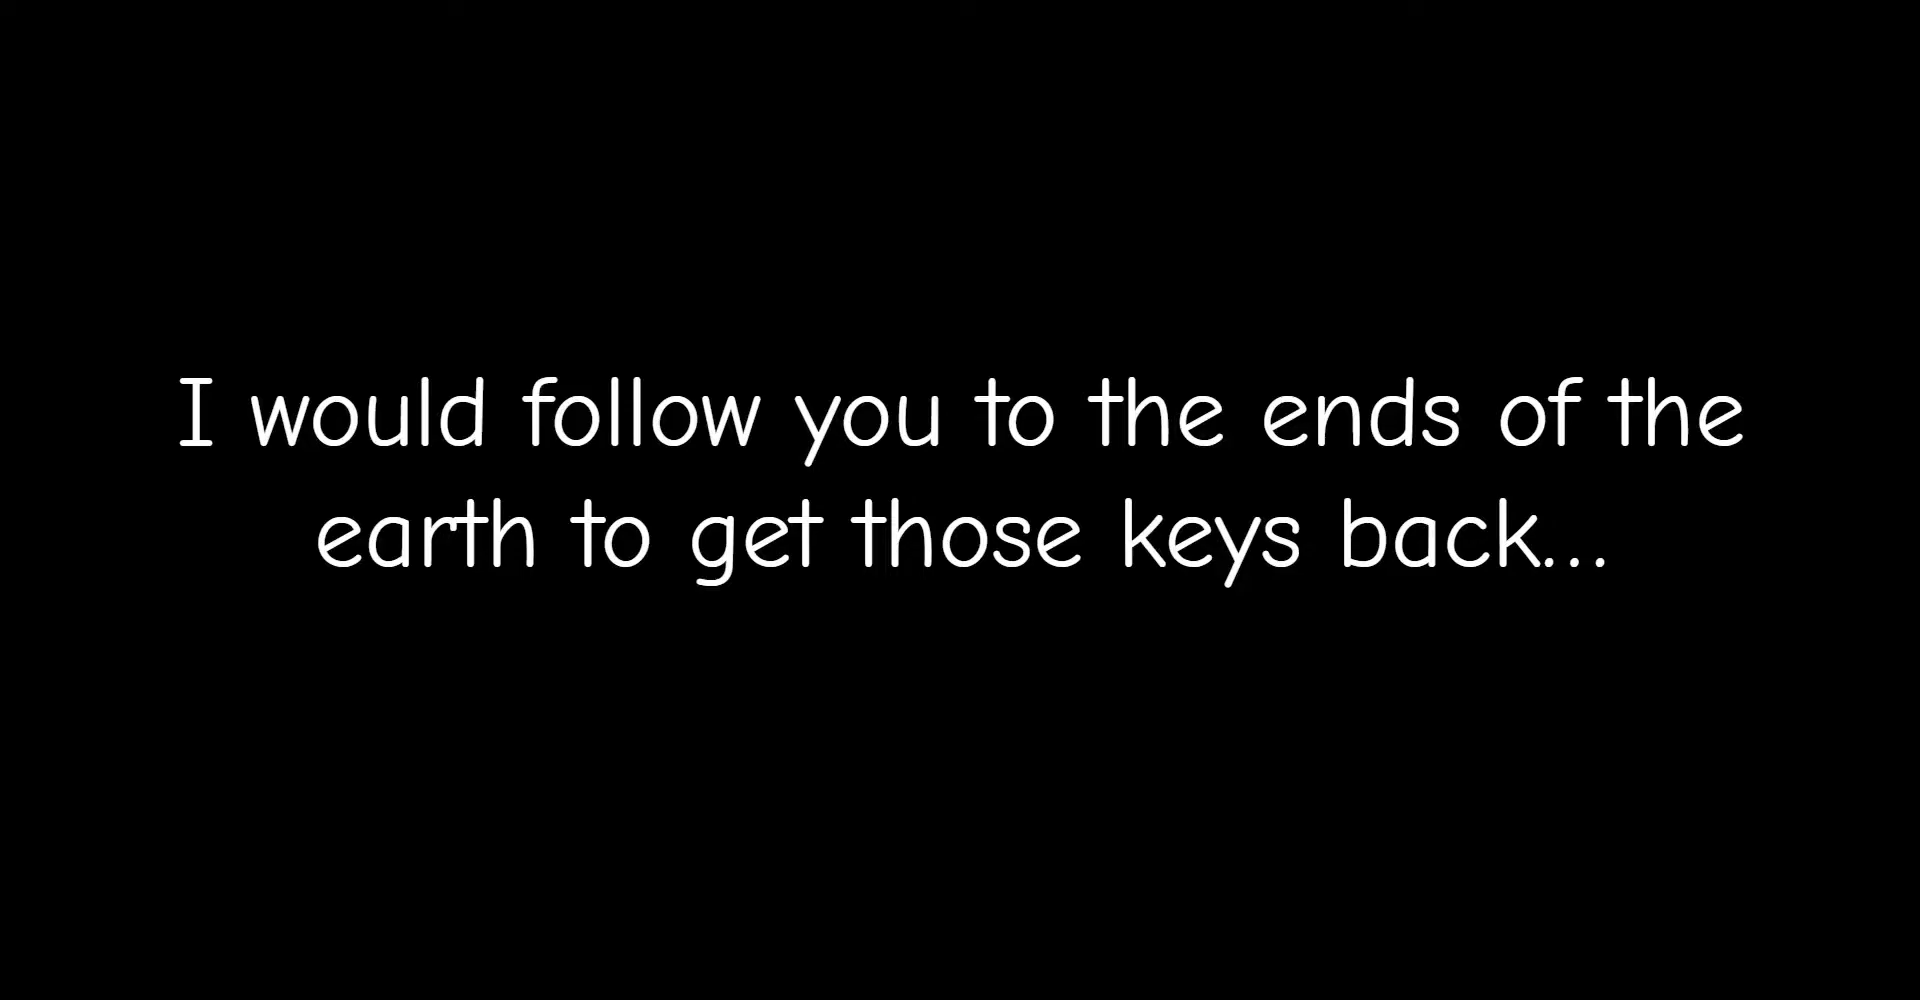 I would follow you to the ends of the
earth to get those keys back...